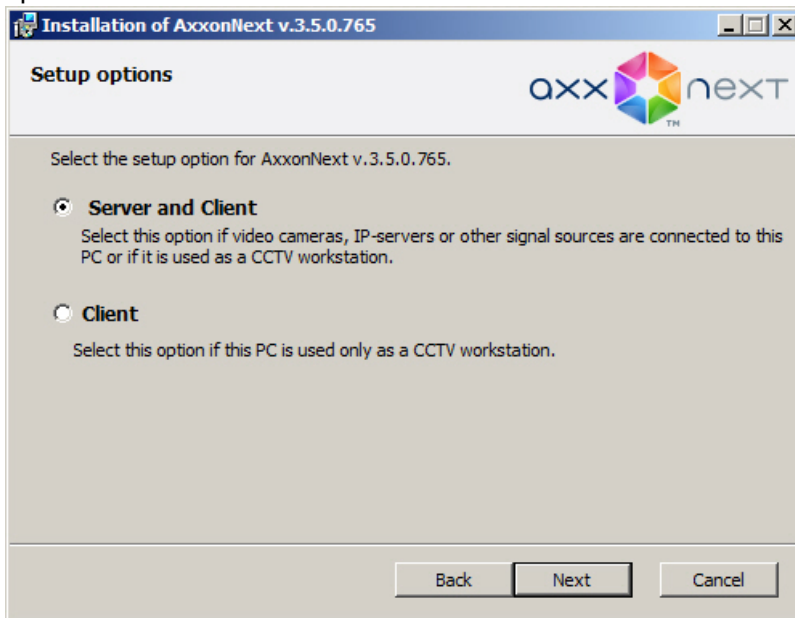 Installation of AxxonNext v.3.5.0.765
Setup options
axx next
TM
Select the setup option for AxxonNext v.3.5.0.765.
Server and Client
Select this option if video cameras, IP-servers or other signal sources are connected to this
PC or if it is used as a CCTV workstation.
Client
Select this option if this PC is used only as a CCTV workstation.
Back Next Cancel